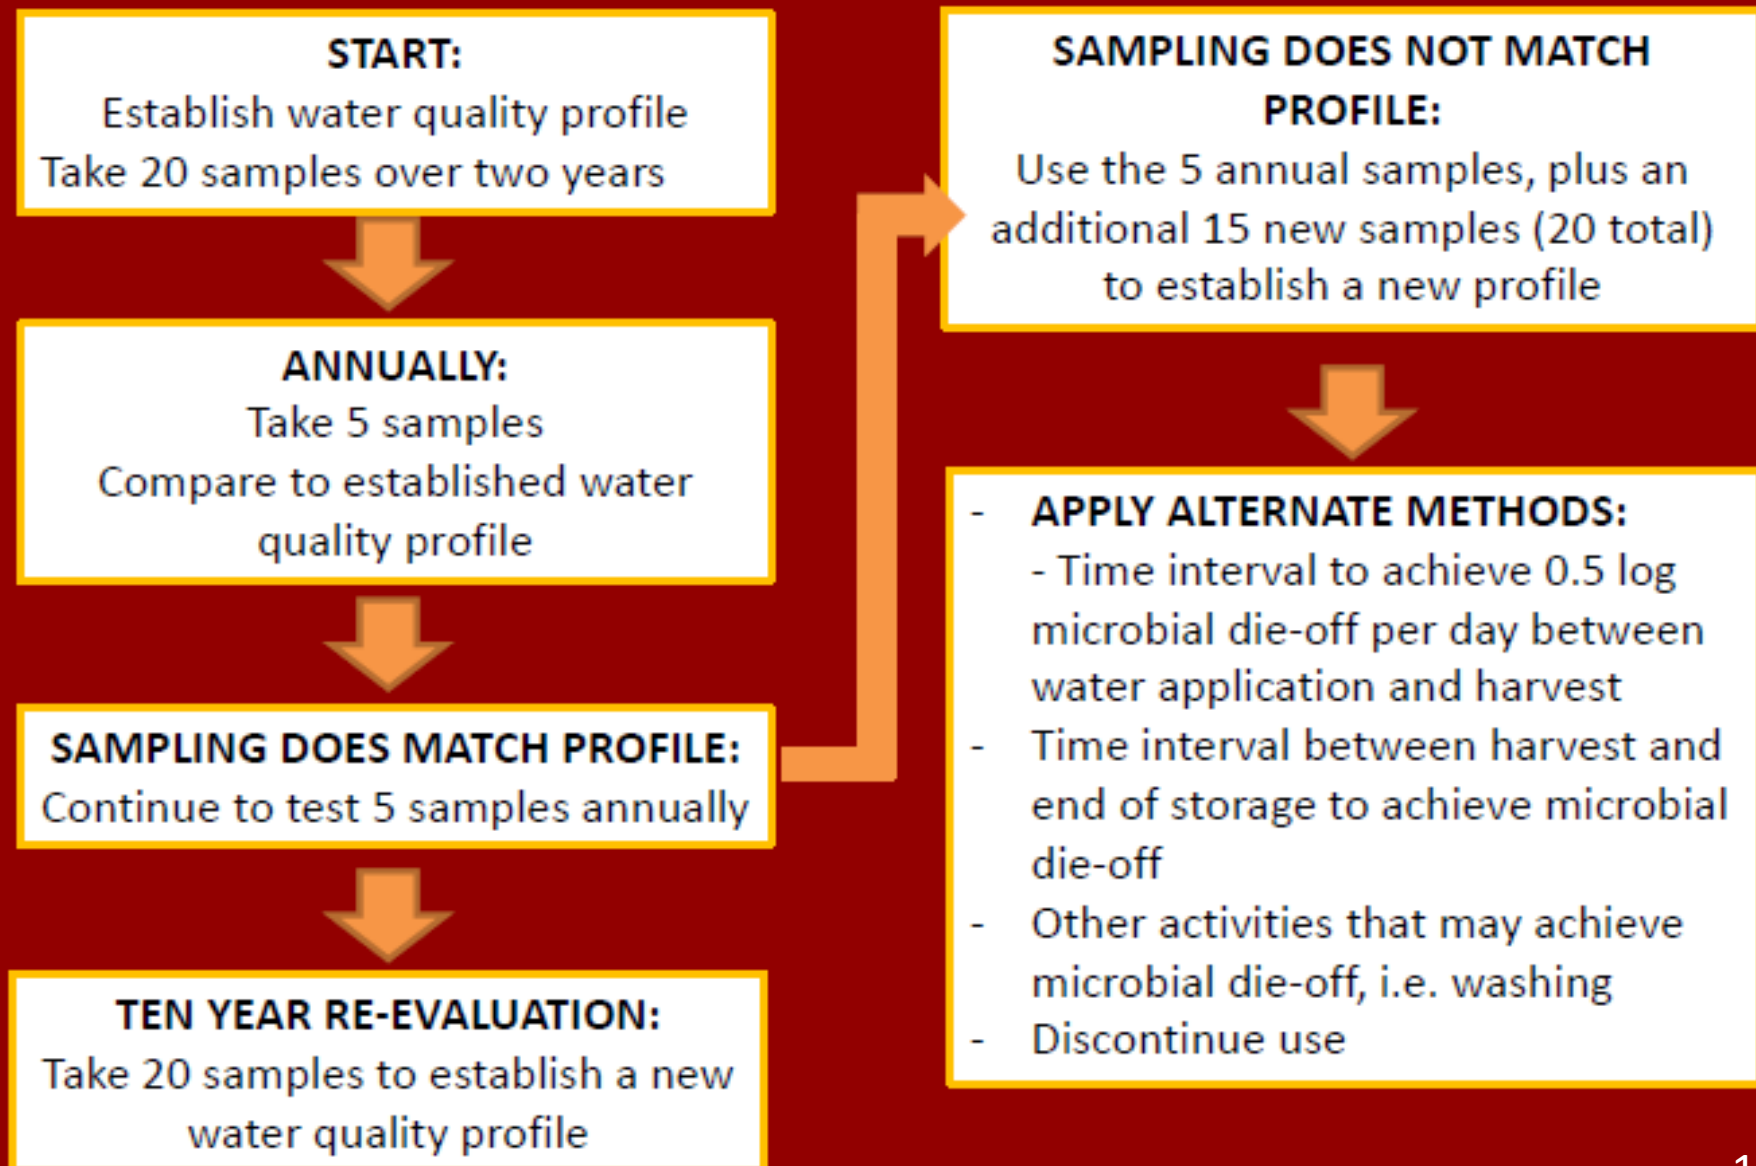 START:
Establish water quality profile
Take 20 samples over two years
ANNUALLY:
Take 5 samples
Compare to established water
quality profile
SAMPLING DOES MATCH PROFILE:
Continue to test 5 samples annually
TEN YEAR RE-EVALUATION:
Take 20 samples to establish a new
water quality profile
SAMPLING DOES NOT MATCH
PROFILE:
Use the 5 annual samples, plus an
additional 15 new samples (20 total)
to establish a new profile
- APPLY ALTERNATE METHODS:
- Time interval to achieve 0.5 log
microbial die-off per day between
water application and harvest
- Time interval between harvest and
end of storage to achieve microbial
die-off
- Other activities that may achieve
microbial die-off, i.e. washing
- Discontinue use